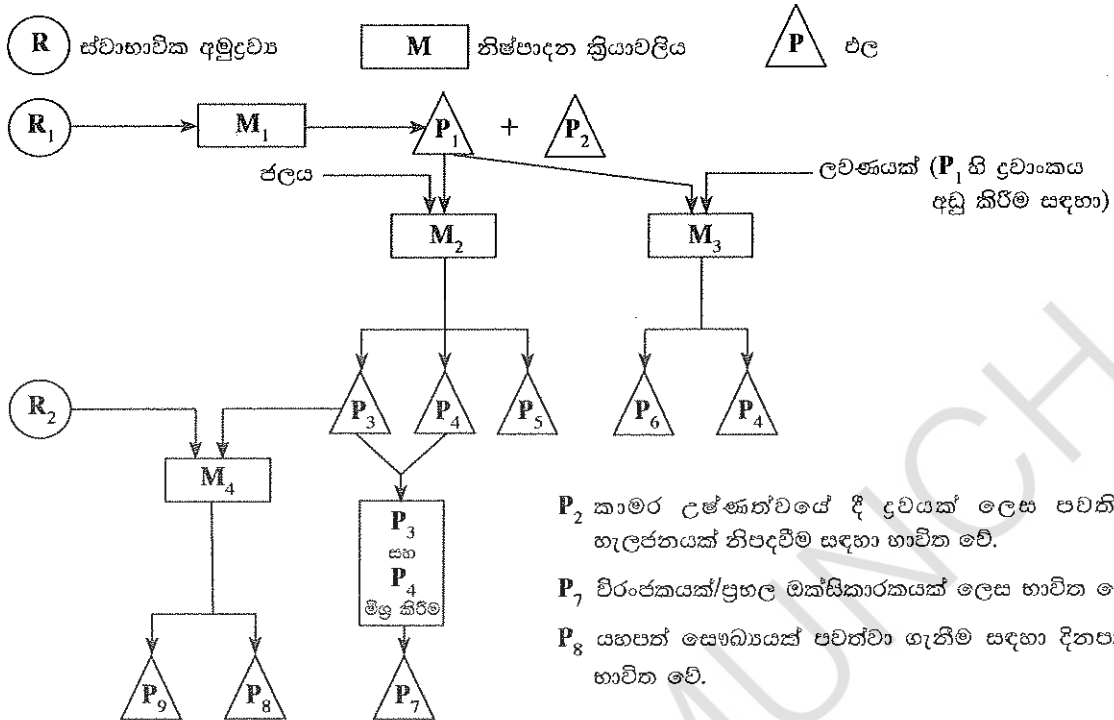 R ස්වාභාවික අමුද්‍රව්‍ය M නිෂ්පාදන ක්‍රියාවලිය P ඵල
R₁ M₁ P₁ + P₂
ජලය
ලවණයක් (P₁ හි ද්‍රවාංකය
අඩු කිරීම සඳහා)
M₂ M₃
R₂ P₃ P₄ P₅ P₆ P₄
M₄
P₃
සහ
P₄
මිශ්‍ර කිරීම
P₉ P₈ P₇
P₂ කාමර උෂ්ණත්වයේ දී ද්‍රවයක් ලෙස පවති
හැලජනයක් නිපදවීම සඳහා භාවිත වේ.
P₇ විරංජකයක්/ප්‍රභල ඔක්සිකාරකයක් ලෙස භාවිත
P₈ යහපත් සෞඛ්‍යයක් පවත්වා ගැනීම සඳහා
භාවිත වේ.
MUNCH